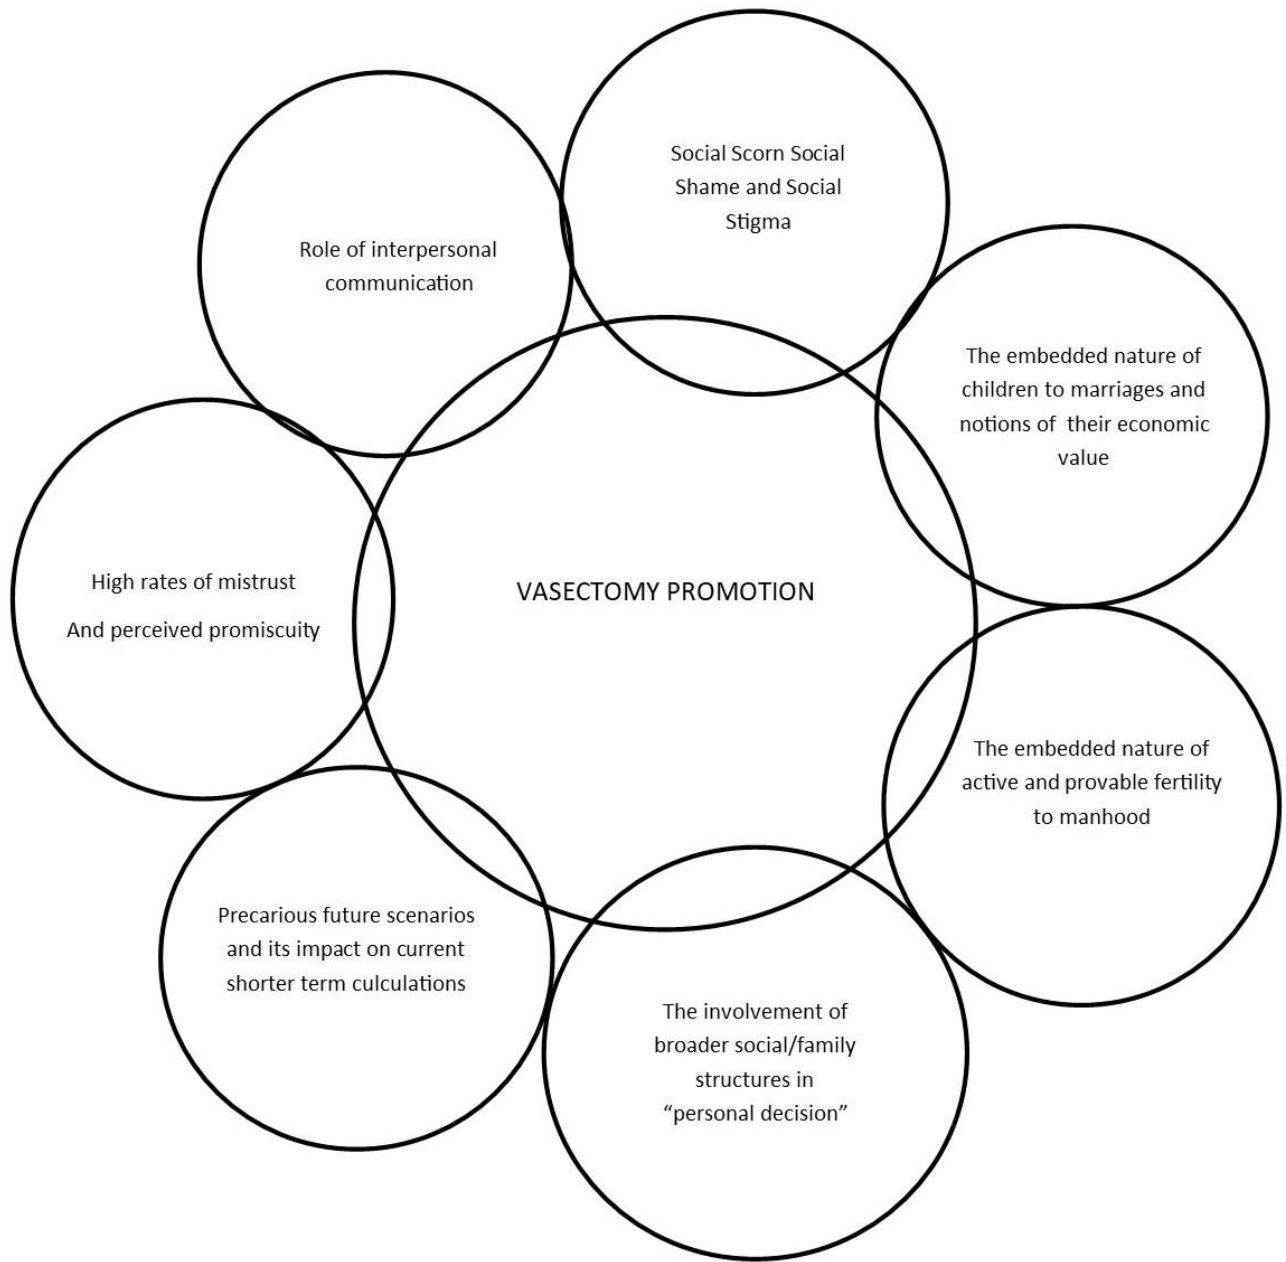 Social Scorn Social
Shame and Social
Stigma
Role of interpersonal
communication
The embedded nature of
children to marriages and
notions of  their economic
value
High rates of mistrust
And perceived promiscuity
VASECTOMY PROMOTION
The embedded nature of
active and provable fertility
to manhood
Precarious future scenarios
and its impact on current
shorter term culculations
The involvement of
broader social/family
structures in
“personal decision”